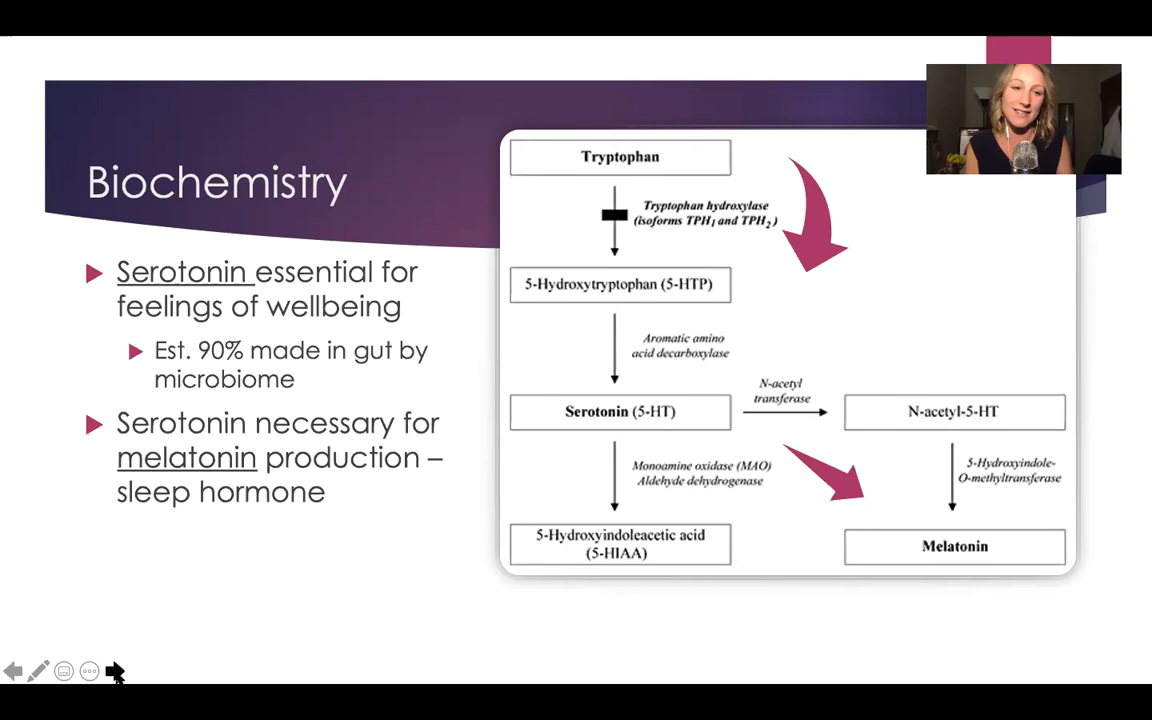 Biochemistry
Serotonin essential for
feelings of wellbeing
Est. 90% made in gut by
microbiome
Serotonin necessary for
melatonin production –
sleep hormone
Tryptophan
Tryptophan hydroxylase
(isoforms TPH1 and TPH2 )
5-Hydroxytryptophan (5-HTP)
Aromatic amino
acid decarboxylase
Serotonin (5-HT)
N-acetyl
transferase
N-acetyl-5-HT
Monoamine oxidase (MAO)
Aldehyde dehydrogenase
5-Hydroxyindole-
O-methyltransferase
5-Hydroxyindoleacetic acid
(5-HIAA)
Melatonin